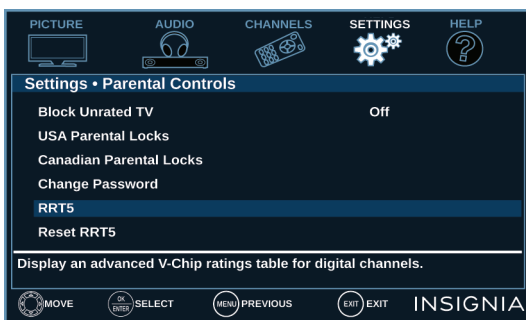 PICTURE AUDIO CHANNELS SETTINGS HELP
Settings • Parental Controls
Block Unrated TV Off
USA Parental Locks
Canadian Parental Locks
Change Password
RRT5
Reset RRT5
Display an advanced V-Chip ratings table for digital channels.
MOVE OK ENTER SELECT MENU PREVIOUS EXIT EXIT INSIGNIA